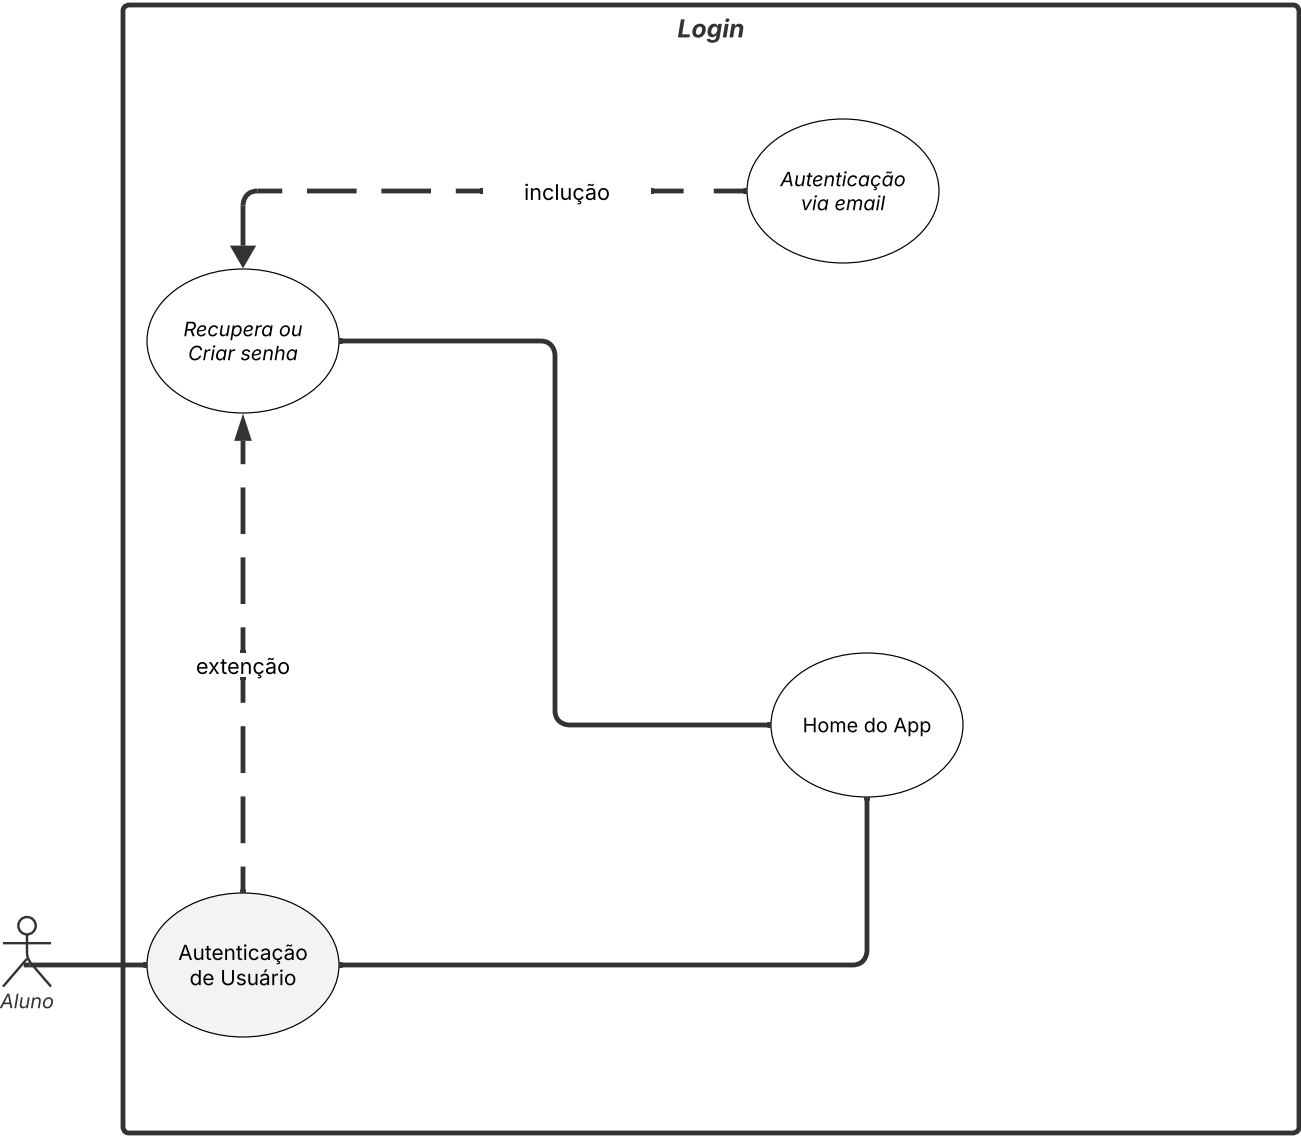 Login
inclução
Autenticação
via email
Recupera ou
Criar senha
extenção
Home do App
Autenticação
de Usuário
Aluno